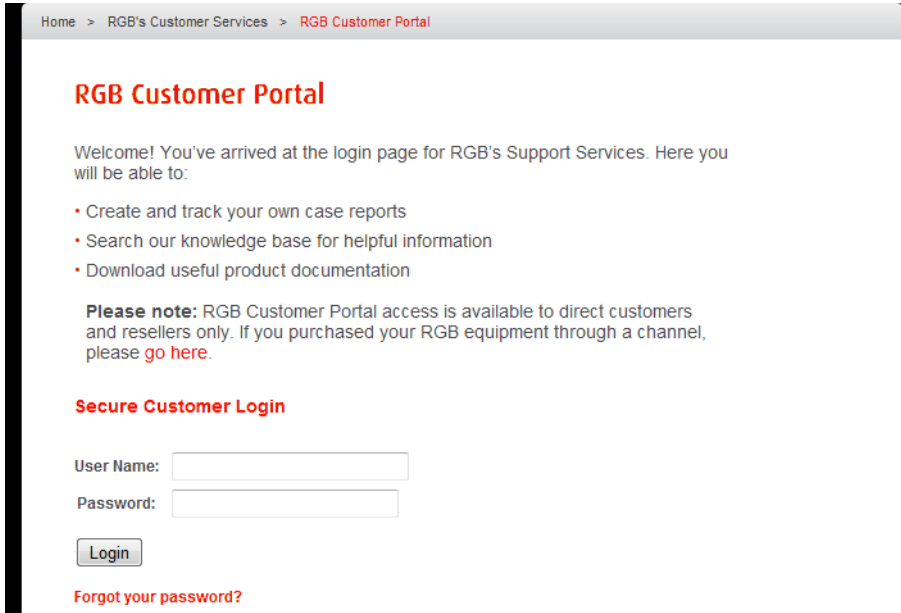 Home > RGB's Customer Services > RGB Customer Portal
RGB Customer Portal
Welcome! You've arrived at the login page for RGB's Support Services. Here you
will be able to:
• Create and track your own case reports
• Search our knowledge base for helpful information
• Download useful product documentation
Please note: RGB Customer Portal access is available to direct customers
and resellers only. If you purchased your RGB equipment through a channel,
please go here.
Secure Customer Login
User Name:
Password:
Login
Forgot your password?